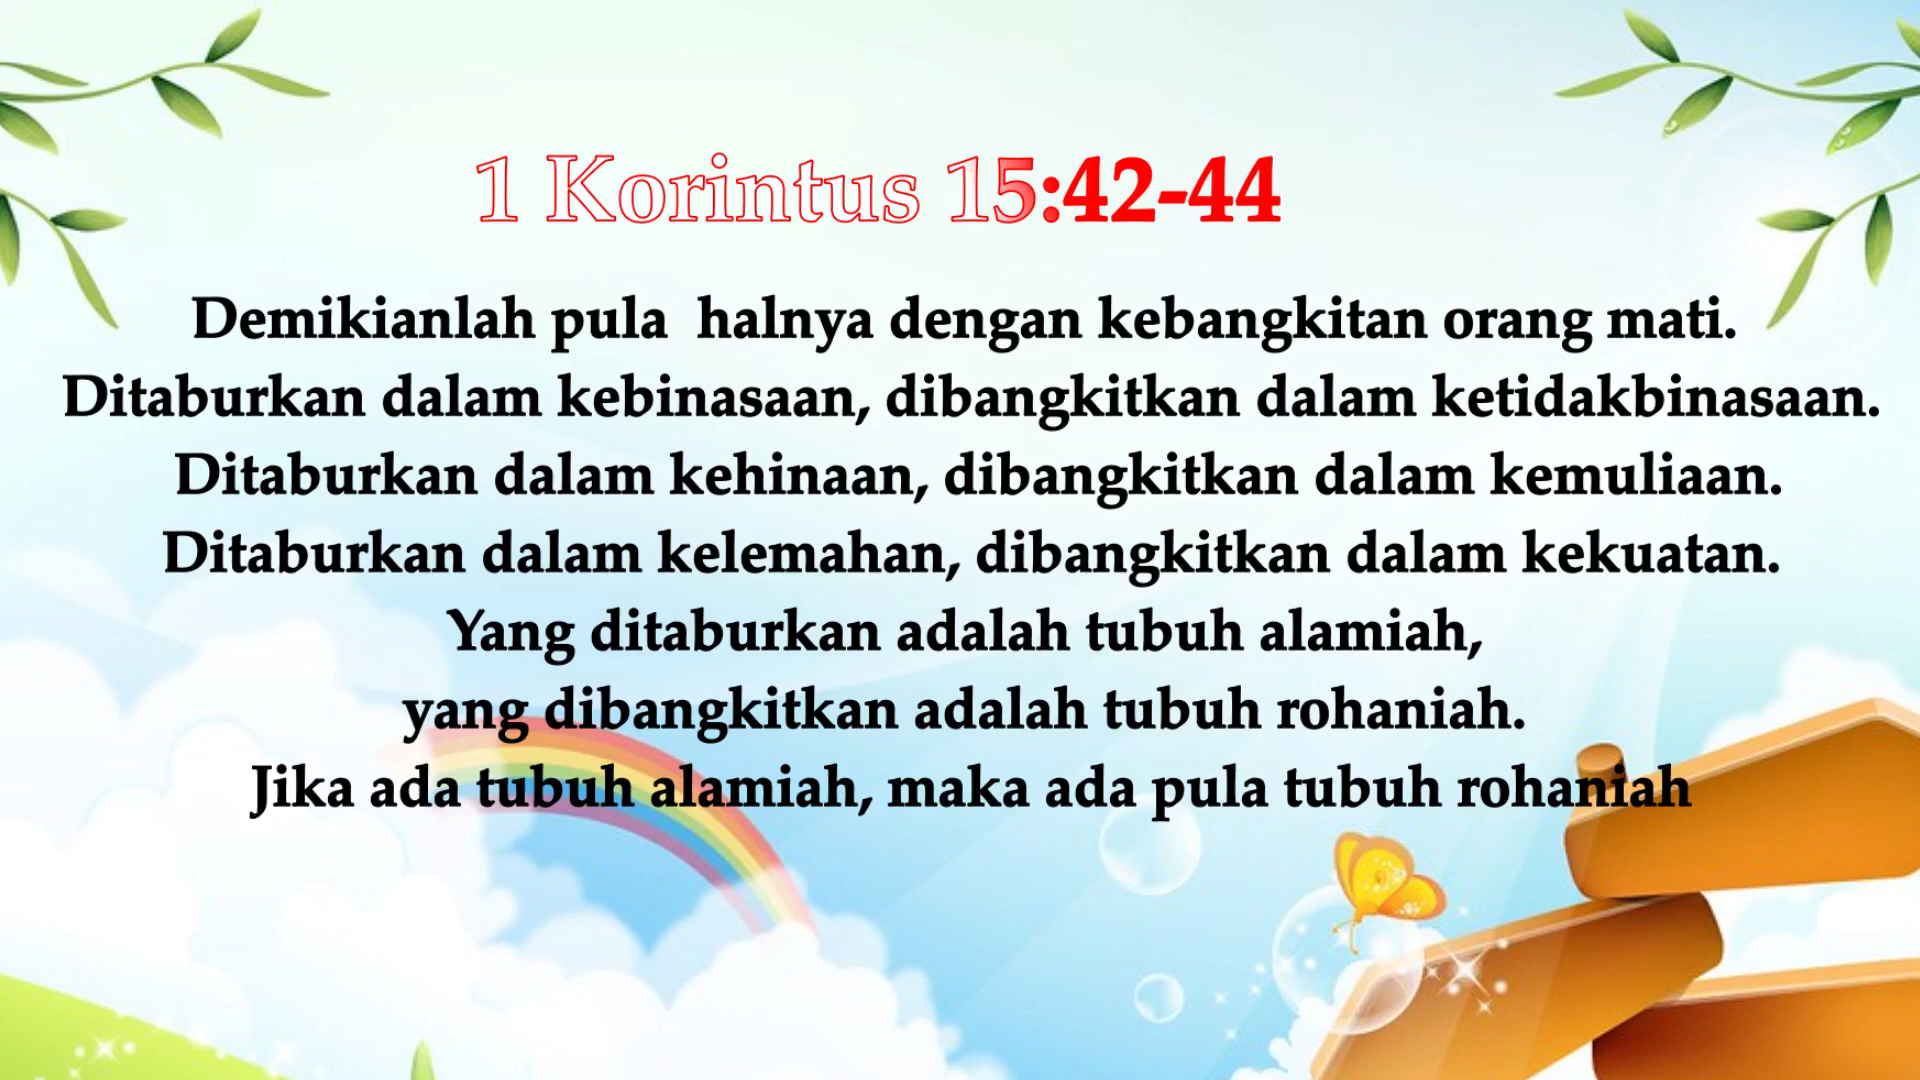 1 Korintus 15:42-44
Demikianlah pula  halnya dengan kebangkitan orang mati.
Ditaburkan dalam kebinasaan, dibangkitkan dalam ketidakbinasaan.
Ditaburkan dalam kehinaan, dibangkitkan dalam kemuliaan.
Ditaburkan dalam kelemahan, dibangkitkan dalam kekuatan.
Yang ditaburkan adalah tubuh alamiah,
yang dibangkitkan adalah tubuh rohaniah.
Jika ada tubuh alamiah, maka ada pula tubuh rohaniah